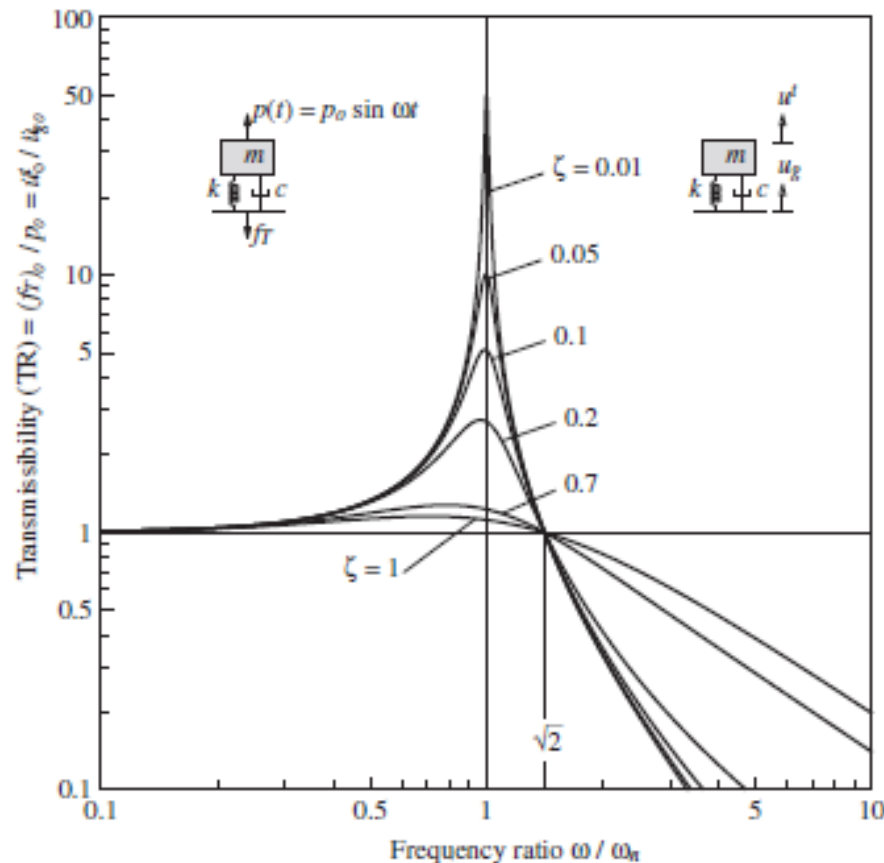 Transmissibility (TR) = (fT)o / po = üᵗo / ügo
100
50
10
5
1
0.5
0.1
p(t) = po sin ωt
m
k
c
fT
uᵗ
m
ug
k
c
ζ = 0.01
0.05
0.1
0.2
0.7
ζ = 1
√2
0.1
0.5
1
5
10
Frequency ratio ω / ωn